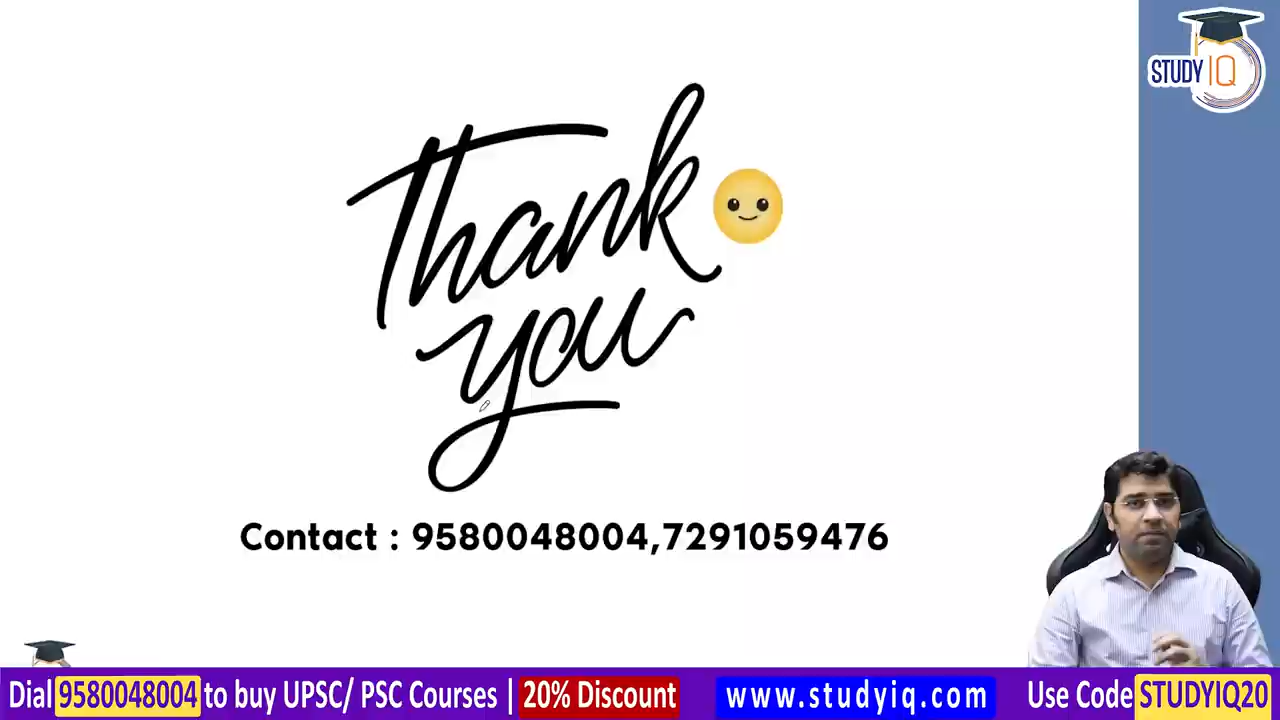 STUDY IQ
Thank
you
Contact : 9580048004,7291059476
Dial 9580048004 to buy UPSC/ PSC Courses | 20% Discount www.studyiq.com Use Code STUDYIQ20